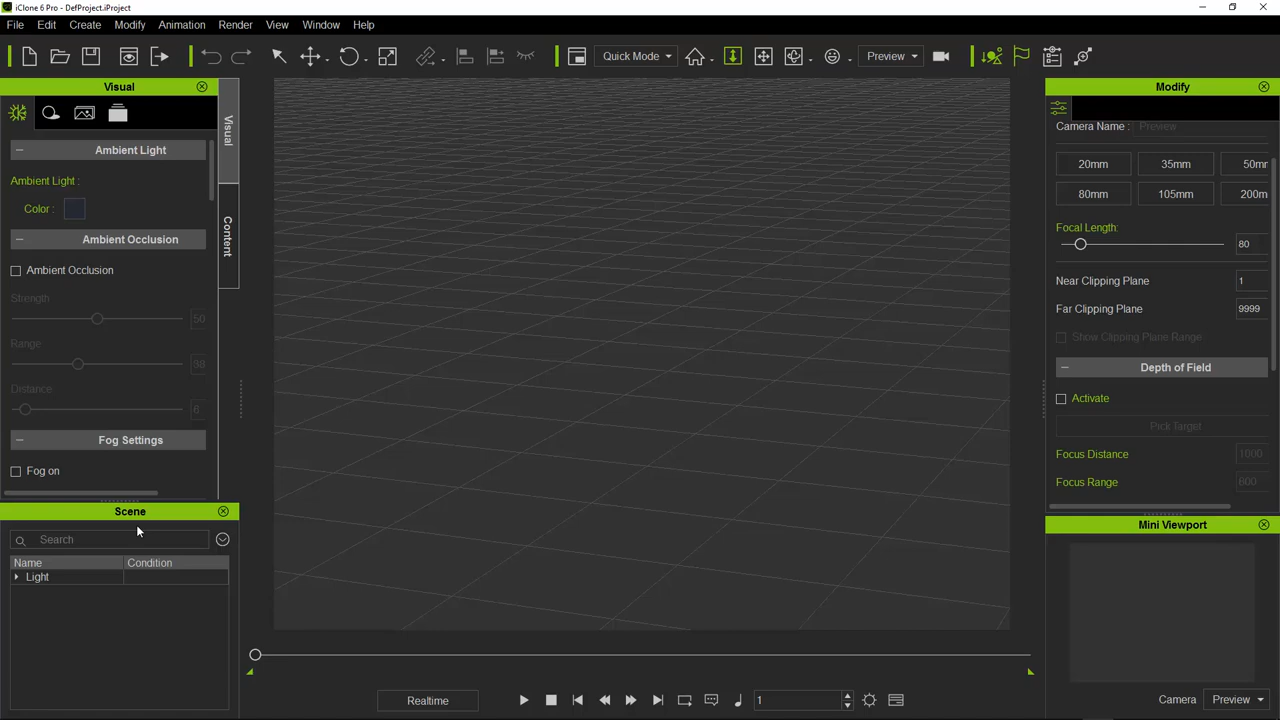 iClone 6 Pro - DefProject.iProject
File Edit Create Modify Animation Render View Window Help
Quick Mode Preview
Visual
Visual
Content
Ambient Light
Ambient Light :
Color :
Ambient Occlusion
Ambient Occlusion
Strength
50
Range
38
Distance
6
Fog Settings
Fog on
Scene
Search
Name Condition
Light
Realtime
1
Modify
Camera Name : Preview
20mm 35mm 50mm
80mm 105mm 200m
Focal Length:
80
Near Clipping Plane 1
Far Clipping Plane 9999
Show Clipping Plane Range
Depth of Field
Activate
Pick Target
Focus Distance 1000
Focus Range 600
Mini Viewport
Camera Preview